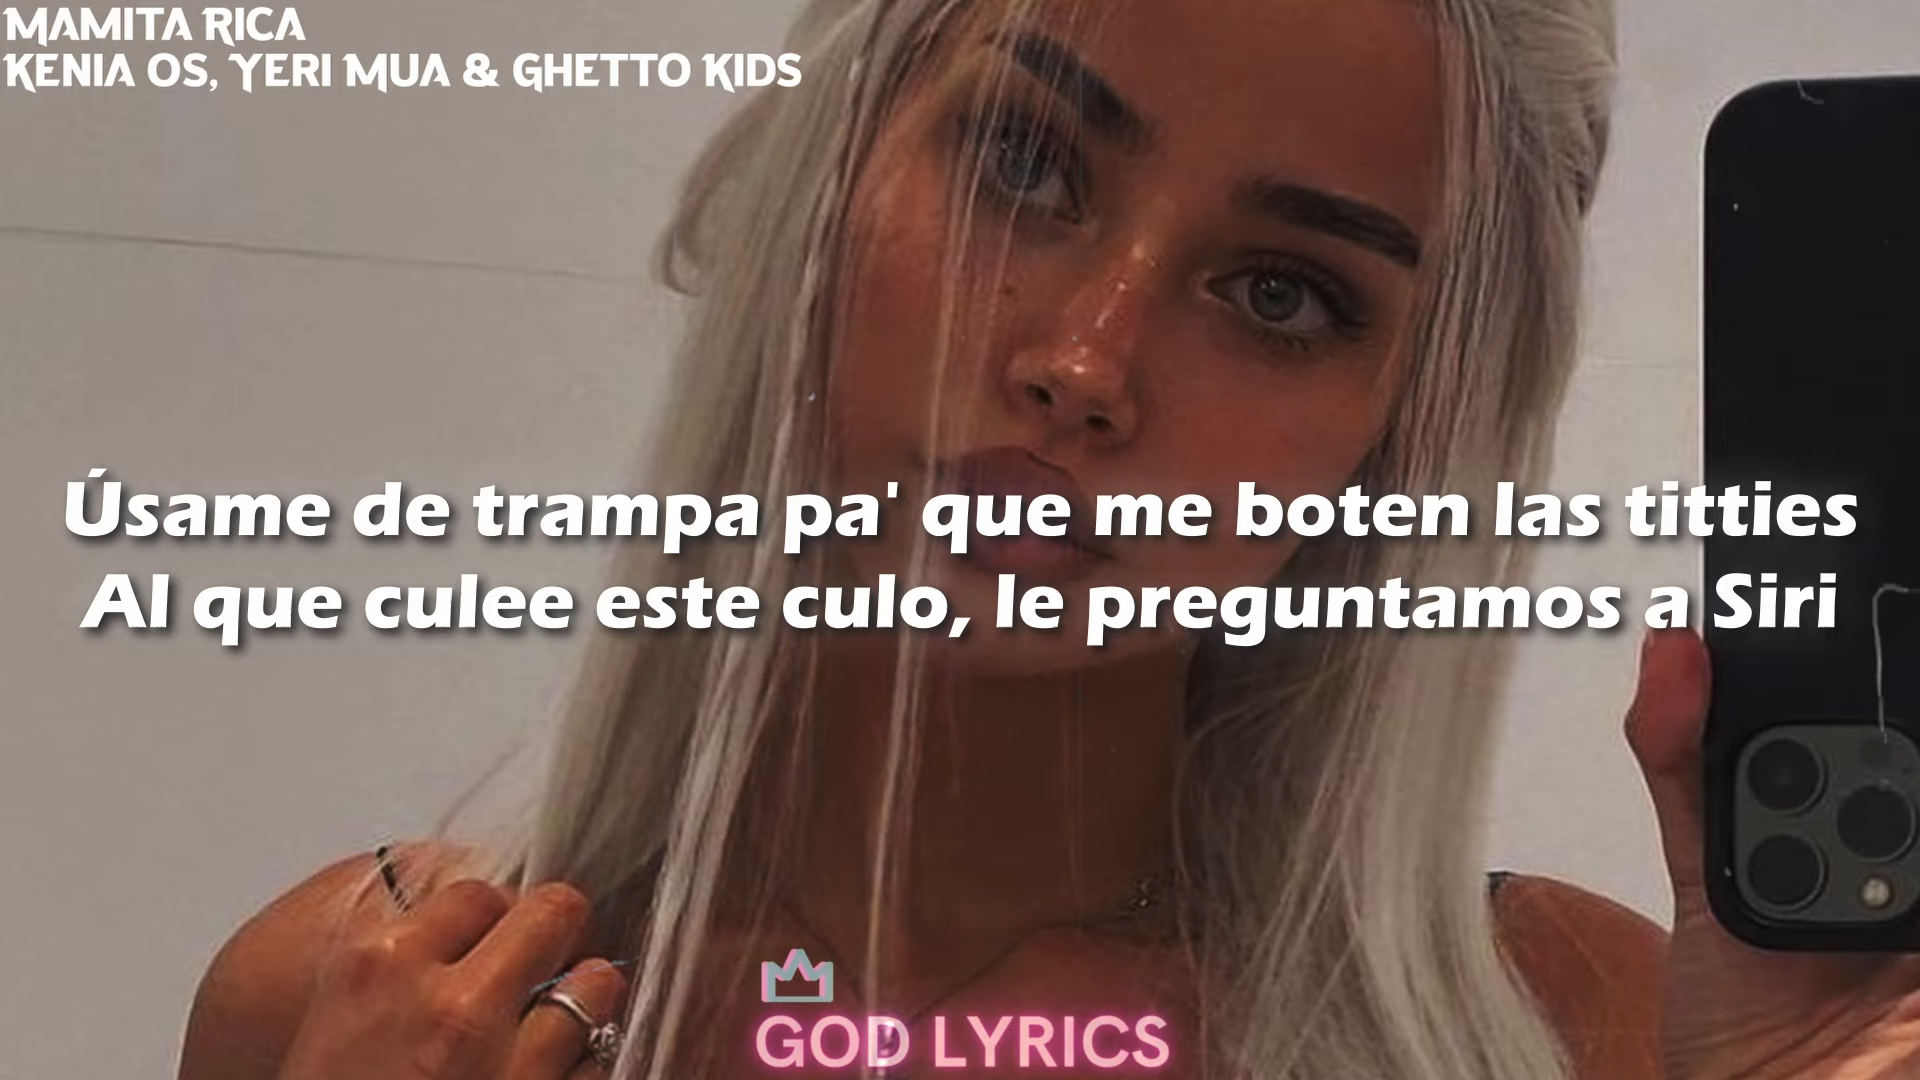 MAMITA RICA
KENIA OS, YERI MUA & GHETTO KIDS
Úsame de trampa pa' que me boten las titties
Al que culee este culo, le preguntamos a Siri
GOD LYRICS